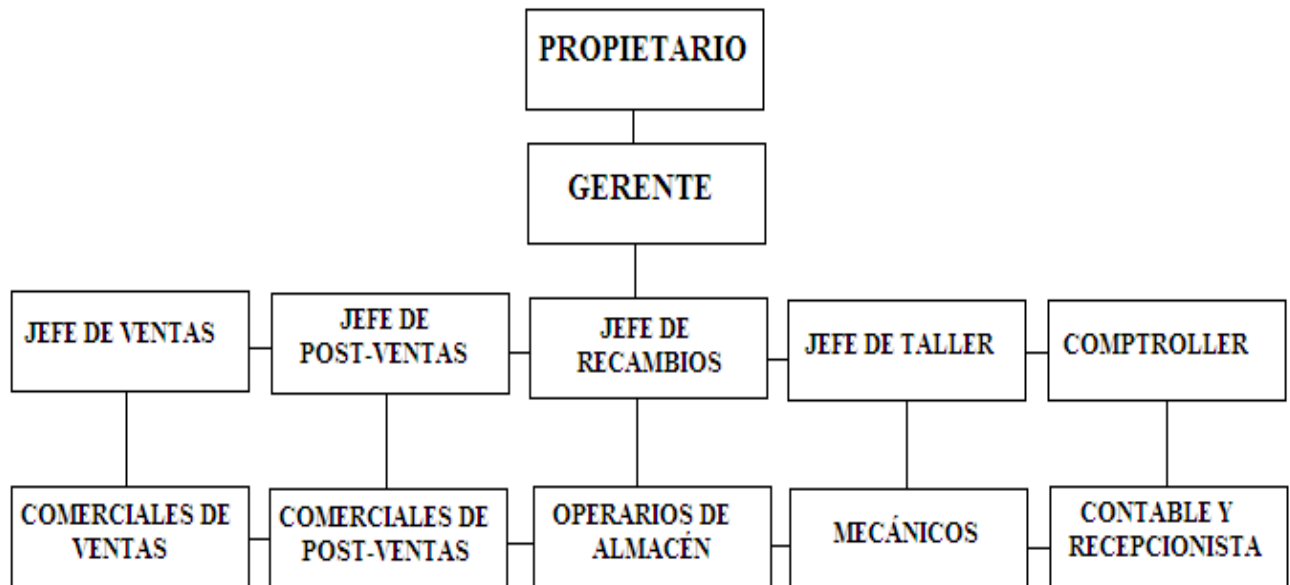 PROPIETARIO
GERENTE
JEFE DE VENTAS
JEFE DE
POST-VENTAS
JEFE DE
RECAMBIOS
JEFE DE TALLER
COMPTROLLER
COMERCIALES DE
VENTAS
COMERCIALES DE
POST-VENTAS
OPERARIOS DE
ALMACÉN
MECÁNICOS
CONTABLE Y
RECEPCIONISTA